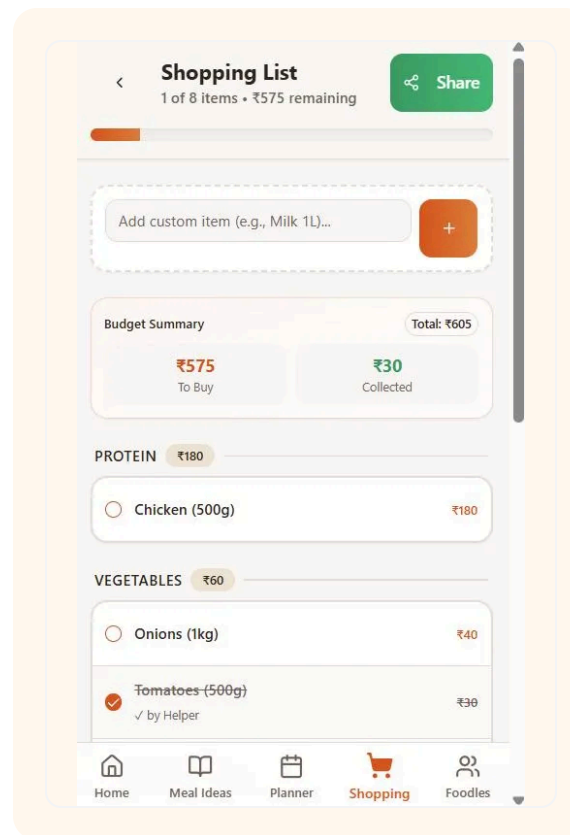 Shopping List
1 of 8 items • ₹575 remaining
Share
Add custom item (e.g., Milk 1L)...
+
Budget Summary
Total: ₹605
₹575
To Buy
₹30
Collected
PROTEIN
₹180
Chicken (500g)
₹180
VEGETABLES
₹60
Onions (1kg)
₹40
Tomatoes (500g)
₹30
✓ by Helper
Home
Meal Ideas
Planner
Shopping
Foodles